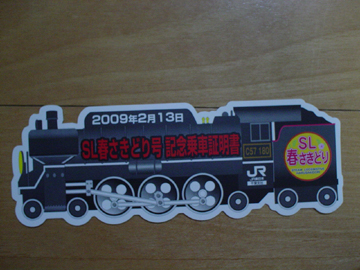 2009年2月13日
SL春さきどり号 記念乗車証明書
C57 180
JR
SL
春さきどり